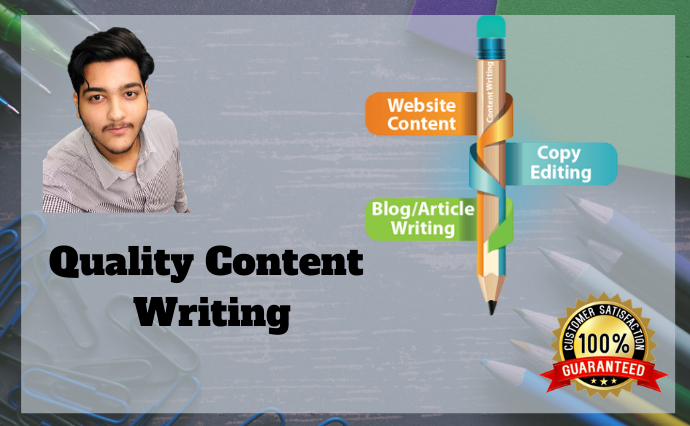 Content Writing
Website
Content
Copy
Editing
Blog/Article
Writing
Quality Content
Writing
CUSTOMER SATISFACTION
100%
GUARANTEED